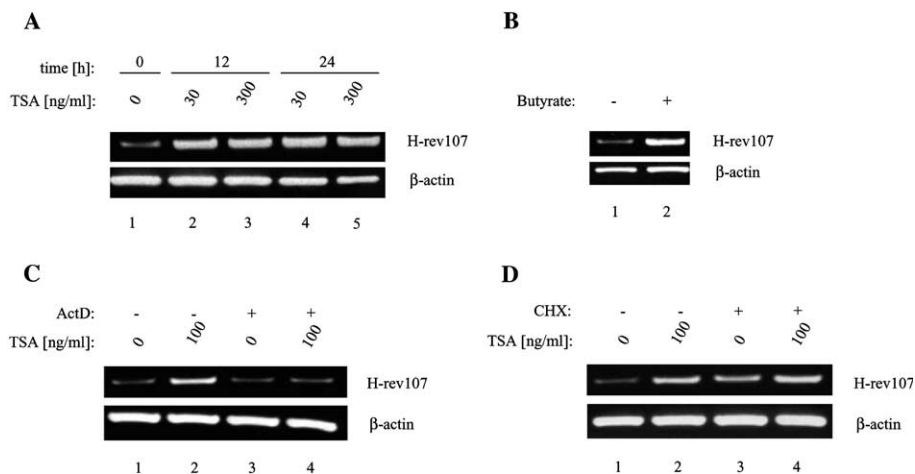 A
time [h]: 0 12 24
TSA [ng/ml]: 0 30 300 30 300
H-rev107
β-actin
1 2 3 4 5
B
Butyrate: - +
H-rev107
β-actin
1 2
C
ActD: - - + +
TSA [ng/ml]: 0 100 0 100
H-rev107
β-actin
1 2 3 4
D
CHX: - - + +
TSA [ng/ml]: 0 100 0 100
H-rev107
β-actin
1 2 3 4